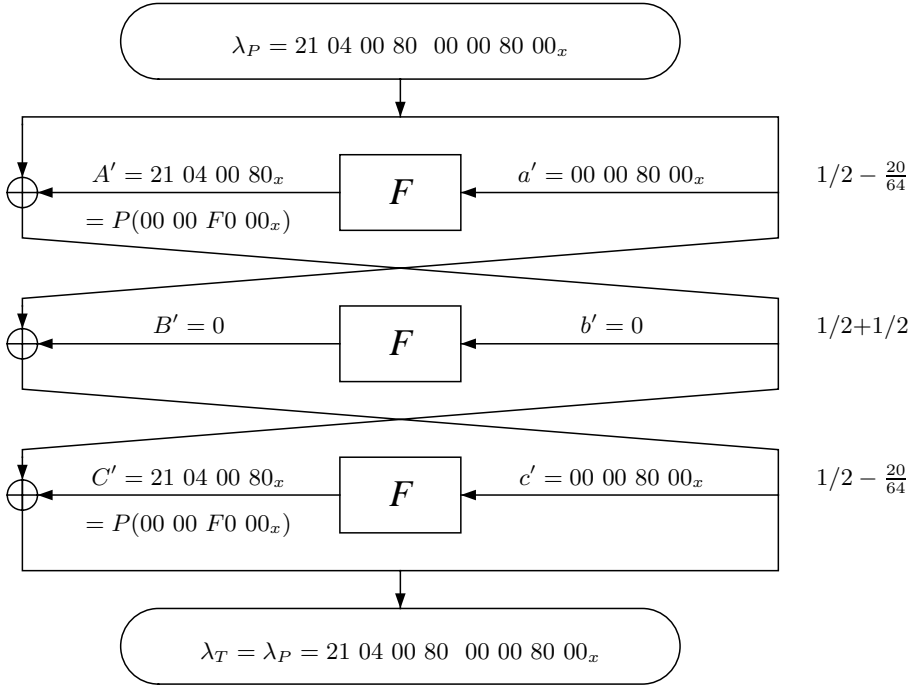 λ_P = 21 04 00 80 00 00 80 00_x
A′ = 21 04 00 80_x
F
a′ = 00 00 80 00_x
1/2 − 20/64
= P(00 00 F0 00_x)
B′ = 0
F
b′ = 0
1/2+1/2
C′ = 21 04 00 80_x
F
c′ = 00 00 80 00_x
1/2 − 20/64
= P(00 00 F0 00_x)
λ_T = λ_P = 21 04 00 80 00 00 80 00_x